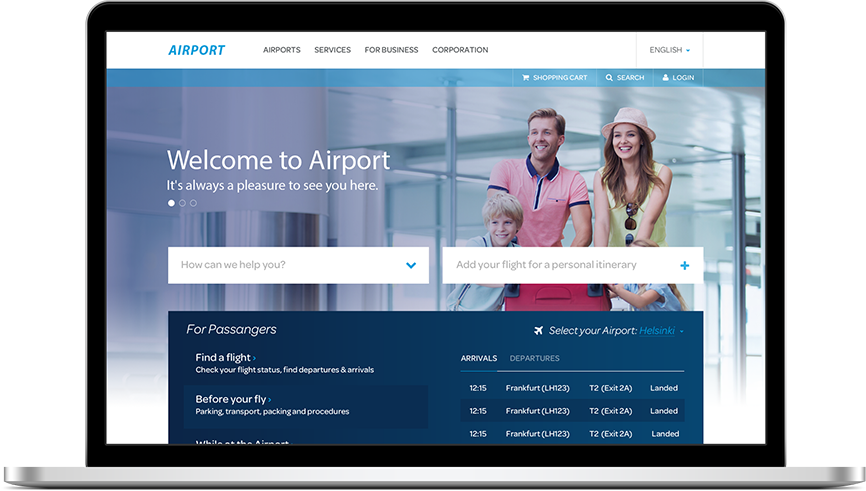 AIRPORT
AIRPORTS SERVICES FOR BUSINESS CORPORATION ENGLISH
SHOPPING CART SEARCH LOGIN
Welcome to Airport
It's always a pleasure to see you here.
How can we help you?
Add your flight for a personal itinerary
For Passangers
Select your Airport: Helsinki
Find a flight ›
Check your flight status, find departures & arrivals
Before your fly ›
Parking, transport, packing and procedures
While at the Airport
ARRIVALS DEPARTURES
12:15 Frankfurt (LH123) T2 (Exit 2A) Landed
12:15 Frankfurt (LH123) T2 (Exit 2A) Landed
12:15 Frankfurt (LH123) T2 (Exit 2A) Landed